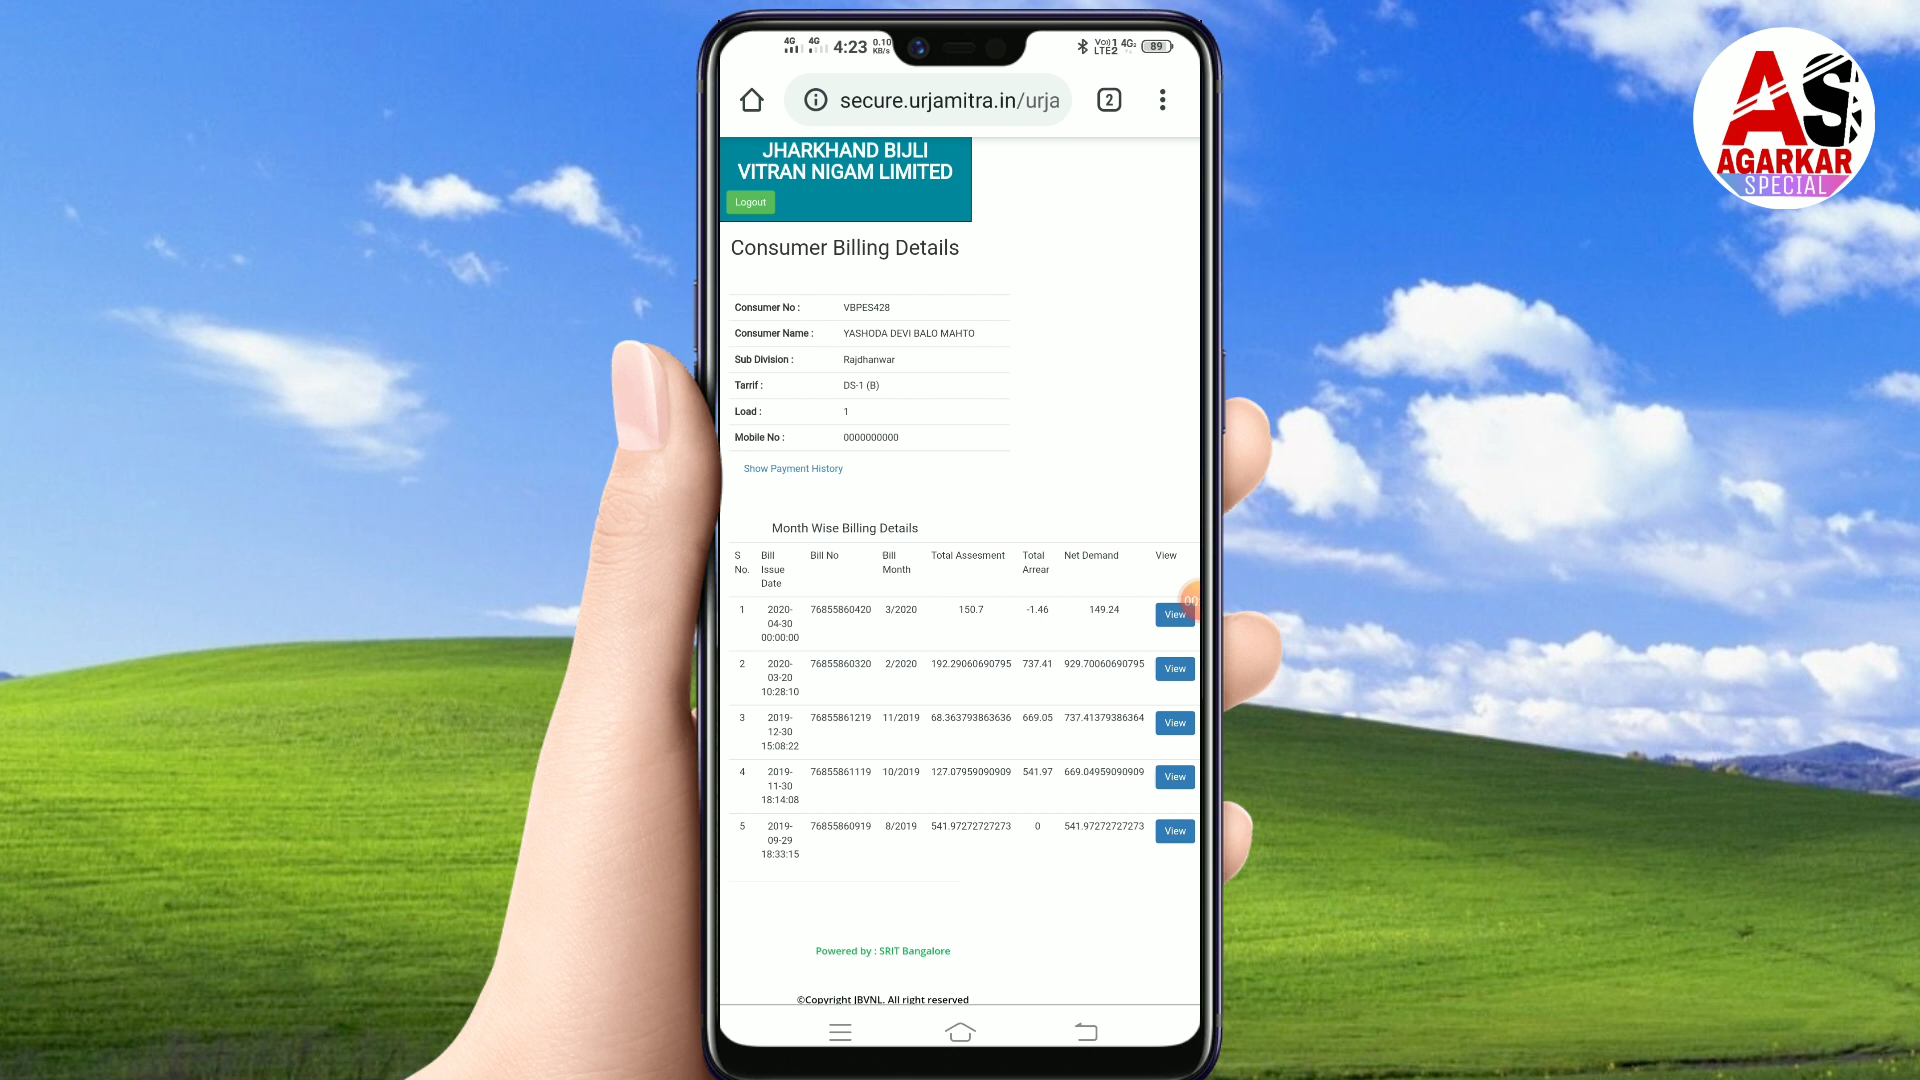 4G 4G 4:23 0.10 KB/s
Vo) 1 LTE2 4G 89
secure.urjamitra.in/urja
2
AS
AGARKAR
SPECIAL
JHARKHAND BIJLI
VITRAN NIGAM LIMITED
Logout
Consumer Billing Details
Consumer No : VBPES428
Consumer Name : YASHODA DEVI BALO MAHTO
Sub Division : Rajdhanwar
Tarrif : DS-1 (B)
Load : 1
Mobile No : 0000000000
Show Payment History
Month Wise Billing Details
S No. Bill Issue Date Bill No Bill Month Total Assesment Total Arrear Net Demand View
1 2020-04-30 00:00:00 76855860420 3/2020 150.7 -1.46 149.24 View
00:
2 2020-03-20 10:28:10 76855860320 2/2020 192.29060690795 737.41 929.70060690795 View
3 2019-12-30 15:08:22 76855861219 11/2019 68.363793863636 669.05 737.41379386364 View
4 2019-11-30 18:14:08 76855861119 10/2019 127.07959090909 541.97 669.04959090909 View
5 2019-09-29 18:33:15 76855860919 8/2019 541.97272727273 0 541.97272727273 View
Powered by : SRIT Bangalore
©Copyright JBVNL. All right reserved